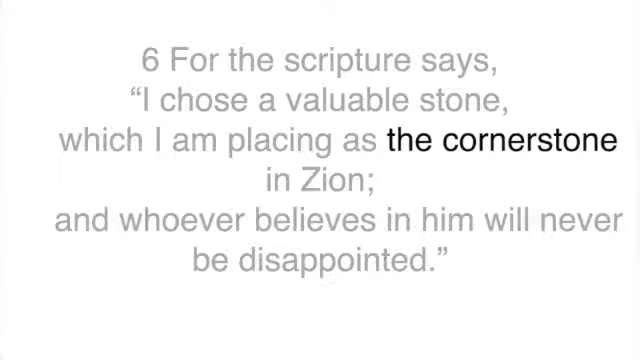 6 For the scripture says,
“I chose a valuable stone,
which I am placing as the cornerstone
in Zion;
and whoever believes in him will never
be disappointed.”